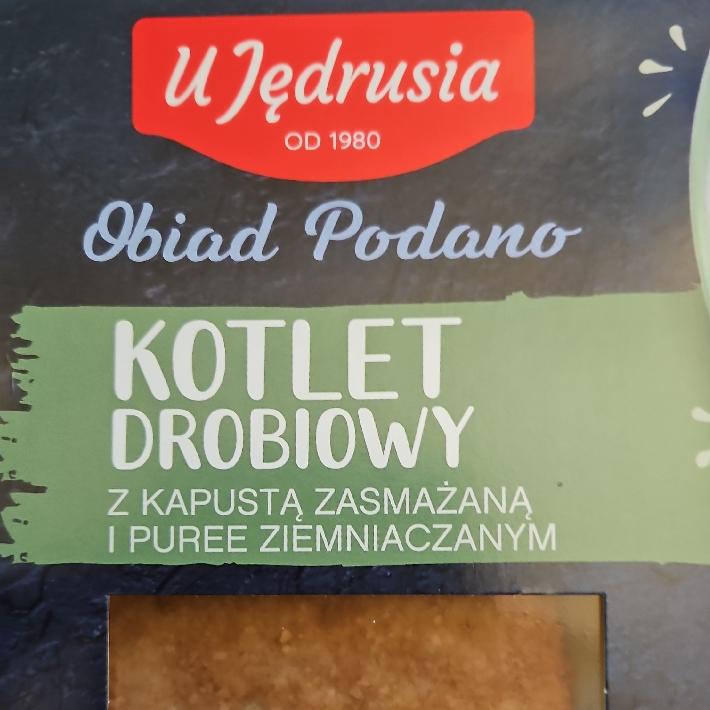 U Jędrusia
OD 1980
Obiad Podano
KOTLET
DROBIOWY
Z KAPUSTĄ ZASMAŻANĄ
I PUREE ZIEMNIACZANYM